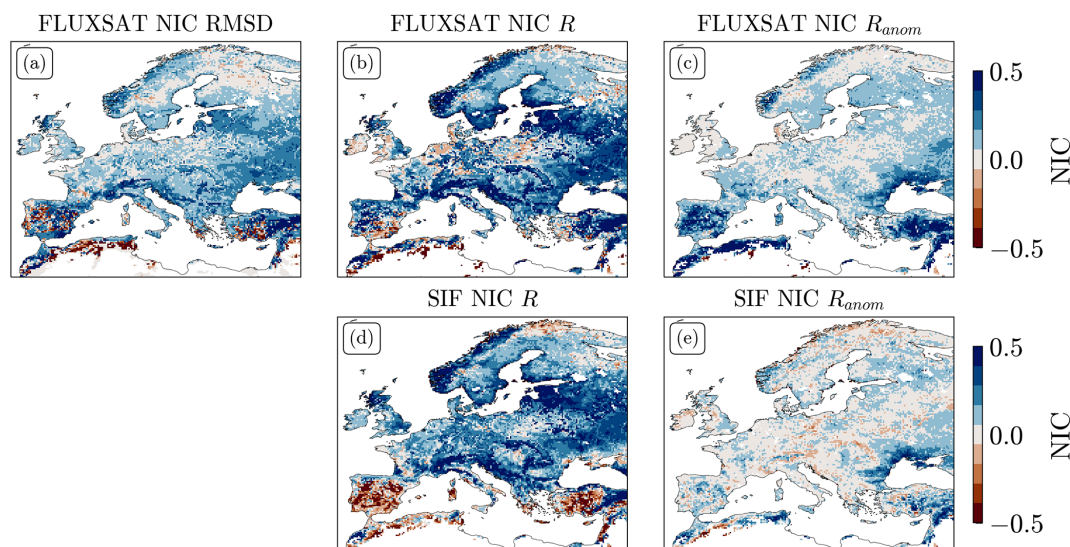 FLUXSAT NIC RMSD
FLUXSAT NIC R
FLUXSAT NIC R_anom
(a)
(b)
(c)
0.5
0.0
−0.5
NIC
SIF NIC R
SIF NIC R_anom
(d)
(e)
0.5
0.0
−0.5
NIC